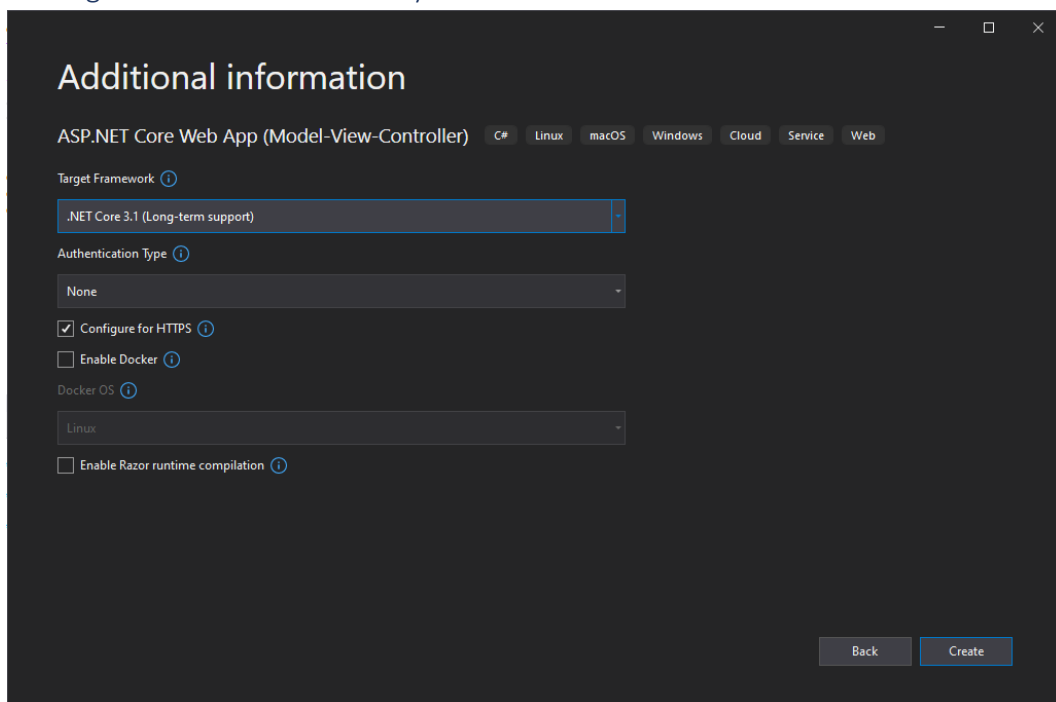 Additional information
ASP.NET Core Web App (Model-View-Controller) C# Linux macOS Windows Cloud Service Web
Target Framework
.NET Core 3.1 (Long-term support)
Authentication Type
None
Configure for HTTPS
Enable Docker
Docker OS
Linux
Enable Razor runtime compilation
Back Create